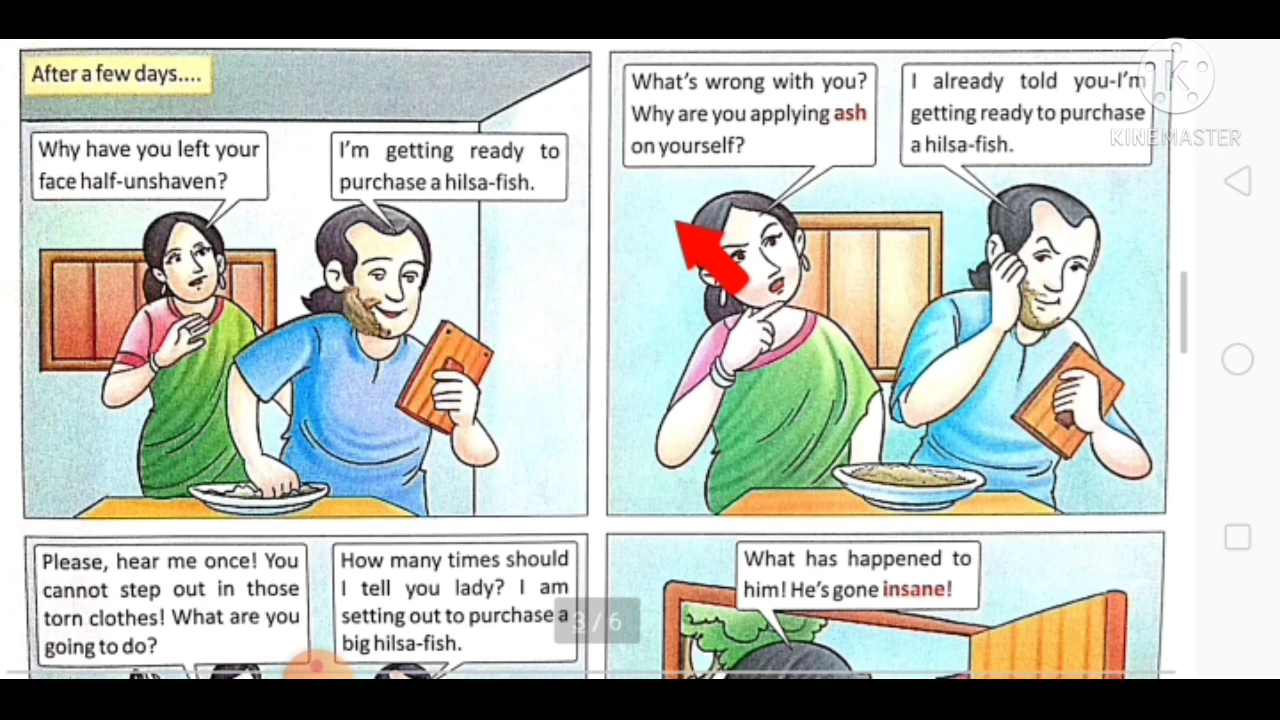 After a few days....
Why have you left your
face half-unshaven?
I'm getting ready to
purchase a hilsa-fish.
What's wrong with you?
Why are you applying ash
on yourself?
I already told you-I'm
getting ready to purchase
a hilsa-fish.
KINEMASTER
Please, hear me once! You
cannot step out in those
torn clothes! What are you
going to do?
How many times should
I tell you lady? I am
setting out to purchase a
big hilsa-fish.
3 / 6
What has happened to
him! He's gone insane!